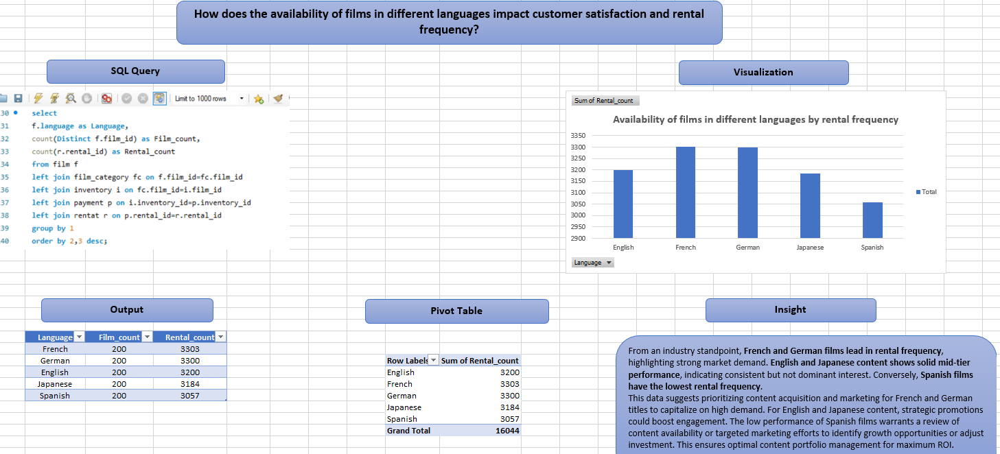 How does the availability of films in different languages impact customer satisfaction and rental
frequency?
SQL Query
Limit to 1000 rows
30 select
31 f.language as Language,
32 count(Distinct f.film_id) as Film_count,
33 count(r.rental_id) as Rental_count
34 from film f
35 left join film_category fc on f.film_id=fc.film_id
36 left join inventory i on fc.film_id=i.film_id
37 left join payment p on i.inventory_id=p.inventory_id
38 left join rentat r on p.rental_id=r.rental_id
39 group by 1
40 order by 2,3 desc;
Visualization
Sum of Rental_count
Availability of films in different languages by rental frequency
3350
3300
3250
3200
3150
3100
3050
3000
2950
2900
English French German Japanese Spanish
Total
Language
Output
Language Film_count Rental_count
French 200 3303
German 200 3300
English 200 3200
Japanese 200 3184
Spanish 200 3057
Pivot Table
Row Labels Sum of Rental_count
English 3200
French 3303
German 3300
Japanese 3184
Spanish 3057
Grand Total 16044
Insight
From an industry standpoint, French and German films lead in rental frequency,
highlighting strong market demand. English and Japanese content shows solid mid-tier
performance, indicating consistent but not dominant interest. Conversely, Spanish films
have the lowest rental frequency.
This data suggests prioritizing content acquisition and marketing for French and German
titles to capitalize on high demand. For English and Japanese content, strategic promotions
could boost engagement. The low performance of Spanish films warrants a review of
content availability or targeted marketing efforts to identify growth opportunities or adjust
investment. This ensures optimal content portfolio management for maximum ROI.